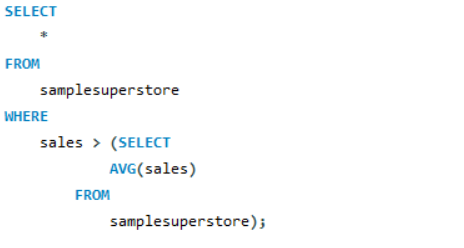 SELECT
    *
FROM
    samplesuperstore
WHERE
    sales > (SELECT
            AVG(sales)
        FROM
            samplesuperstore);